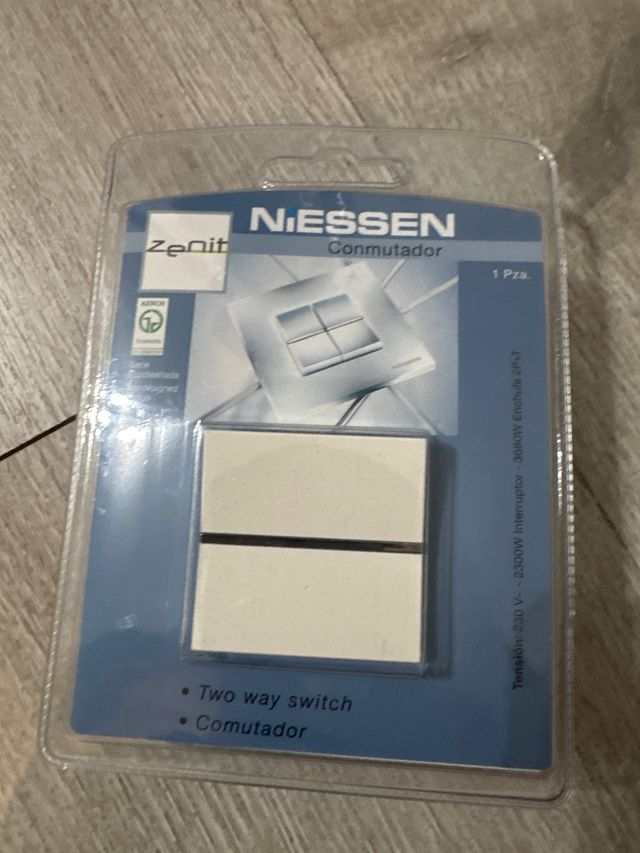 zenit
NIESSEN
Conmutador
1 Pza.
AENOR
Tensión: 230 V~ - 2300W Interruptor - 3680W Enchufe 2P+T
• Two way switch
• Comutador